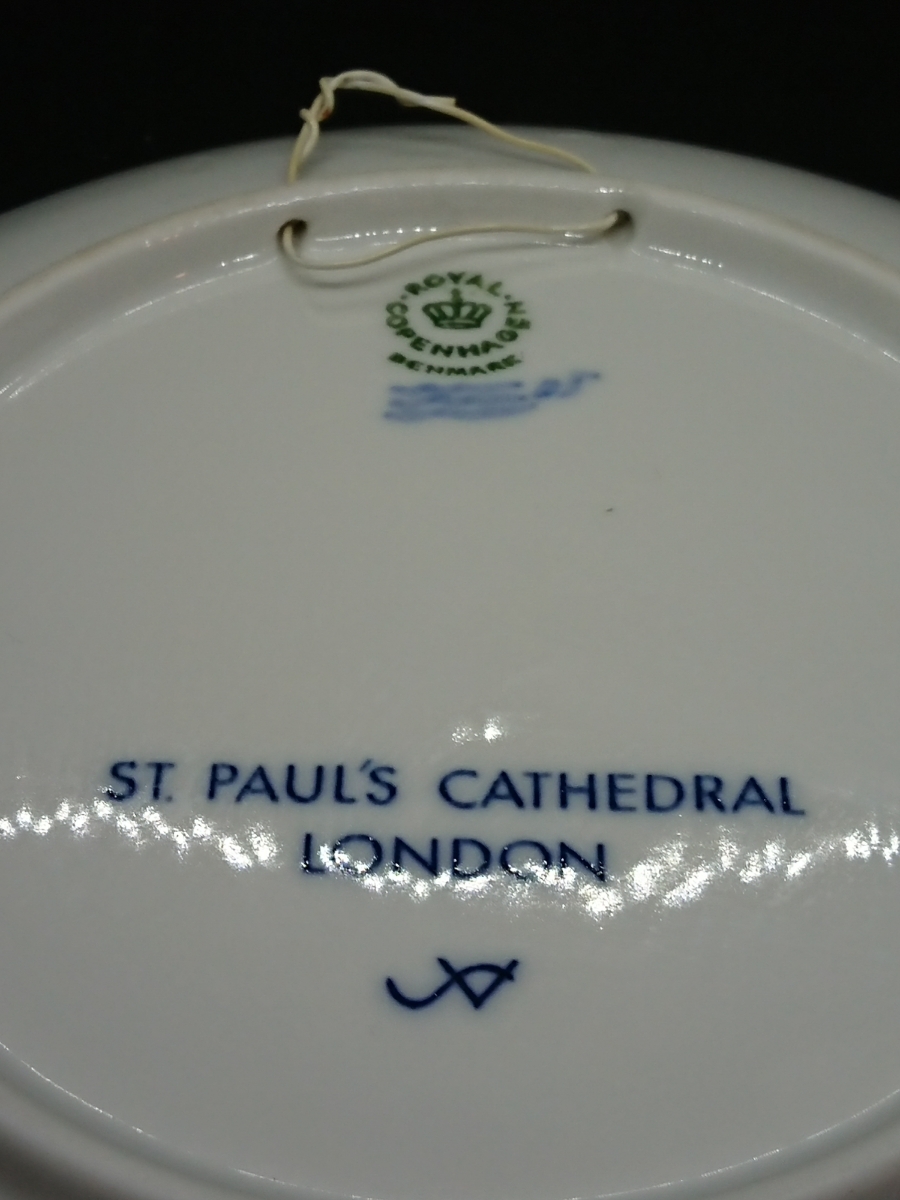 ROYAL
COPENHAGEN
DENMARK
ST. PAUL'S CATHEDRAL
LONDON